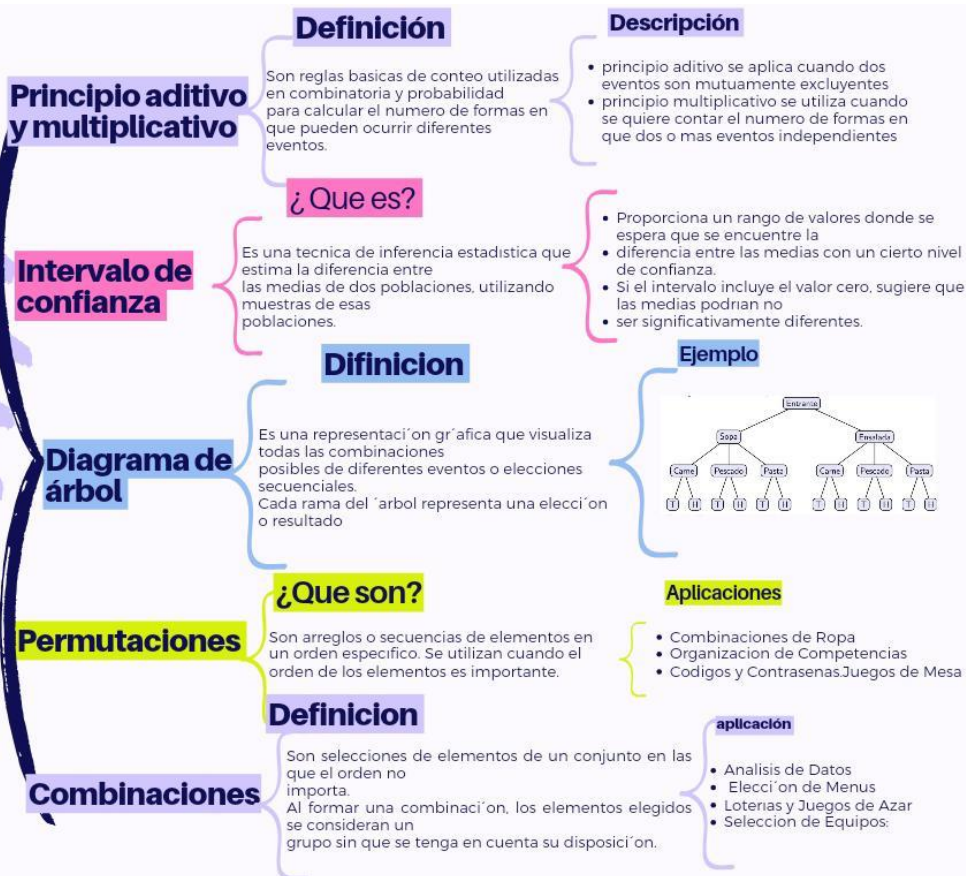 Principio aditivo
y multiplicativo
Definición
Son reglas basicas de conteo utilizadas
en combinatoria y probabilidad
para calcular el numero de formas en
que pueden ocurrir diferentes
eventos.
Descripción
• principio aditivo se aplica cuando dos
eventos son mutuamente excluyentes
• principio multiplicativo se utiliza cuando
se quiere contar el numero de formas en
que dos o mas eventos independientes
Intervalo de
confianza
¿ Que es?
Es una tecnica de inferencia estadıstica que
estima la diferencia entre
las medias de dos poblaciones, utilizando
muestras de esas
poblaciones.
• Proporciona un rango de valores donde se
espera que se encuentre la
• diferencia entre las medias con un cierto nivel
de confianza.
• Si el intervalo incluye el valor cero, sugiere que
las medias podrıan no
• ser significativamente diferentes.
Diagrama de
árbol
Difinicion
Es una representaci´on gr´afica que visualiza
todas las combinaciones
posibles de diferentes eventos o elecciones
secuenciales.
Cada rama del ´arbol representa una elecci´on
o resultado
Ejemplo
Entrante
Sopa Ensalada
Carne Pescado Pasta Carne Pescado Pasta
T H T H T H T H T H T H
Permutaciones
¿Que son?
Son arreglos o secuencias de elementos en
un orden especıfico. Se utilizan cuando el
orden de los elementos es importante.
Aplicaciones
• Combinaciones de Ropa
• Organizacion de Competencias
• Codigos y Contrasenas.Juegos de Mesa
Combinaciones
Definicion
Son selecciones de elementos de un conjunto en las
que el orden no
importa.
Al formar una combinaci´on, los elementos elegidos
se consideran un
grupo sin que se tenga en cuenta su disposici´on.
aplicación
• Analisis de Datos
• Elecci´on de Menus
• Loterıas y Juegos de Azar
• Seleccion de Equipos: